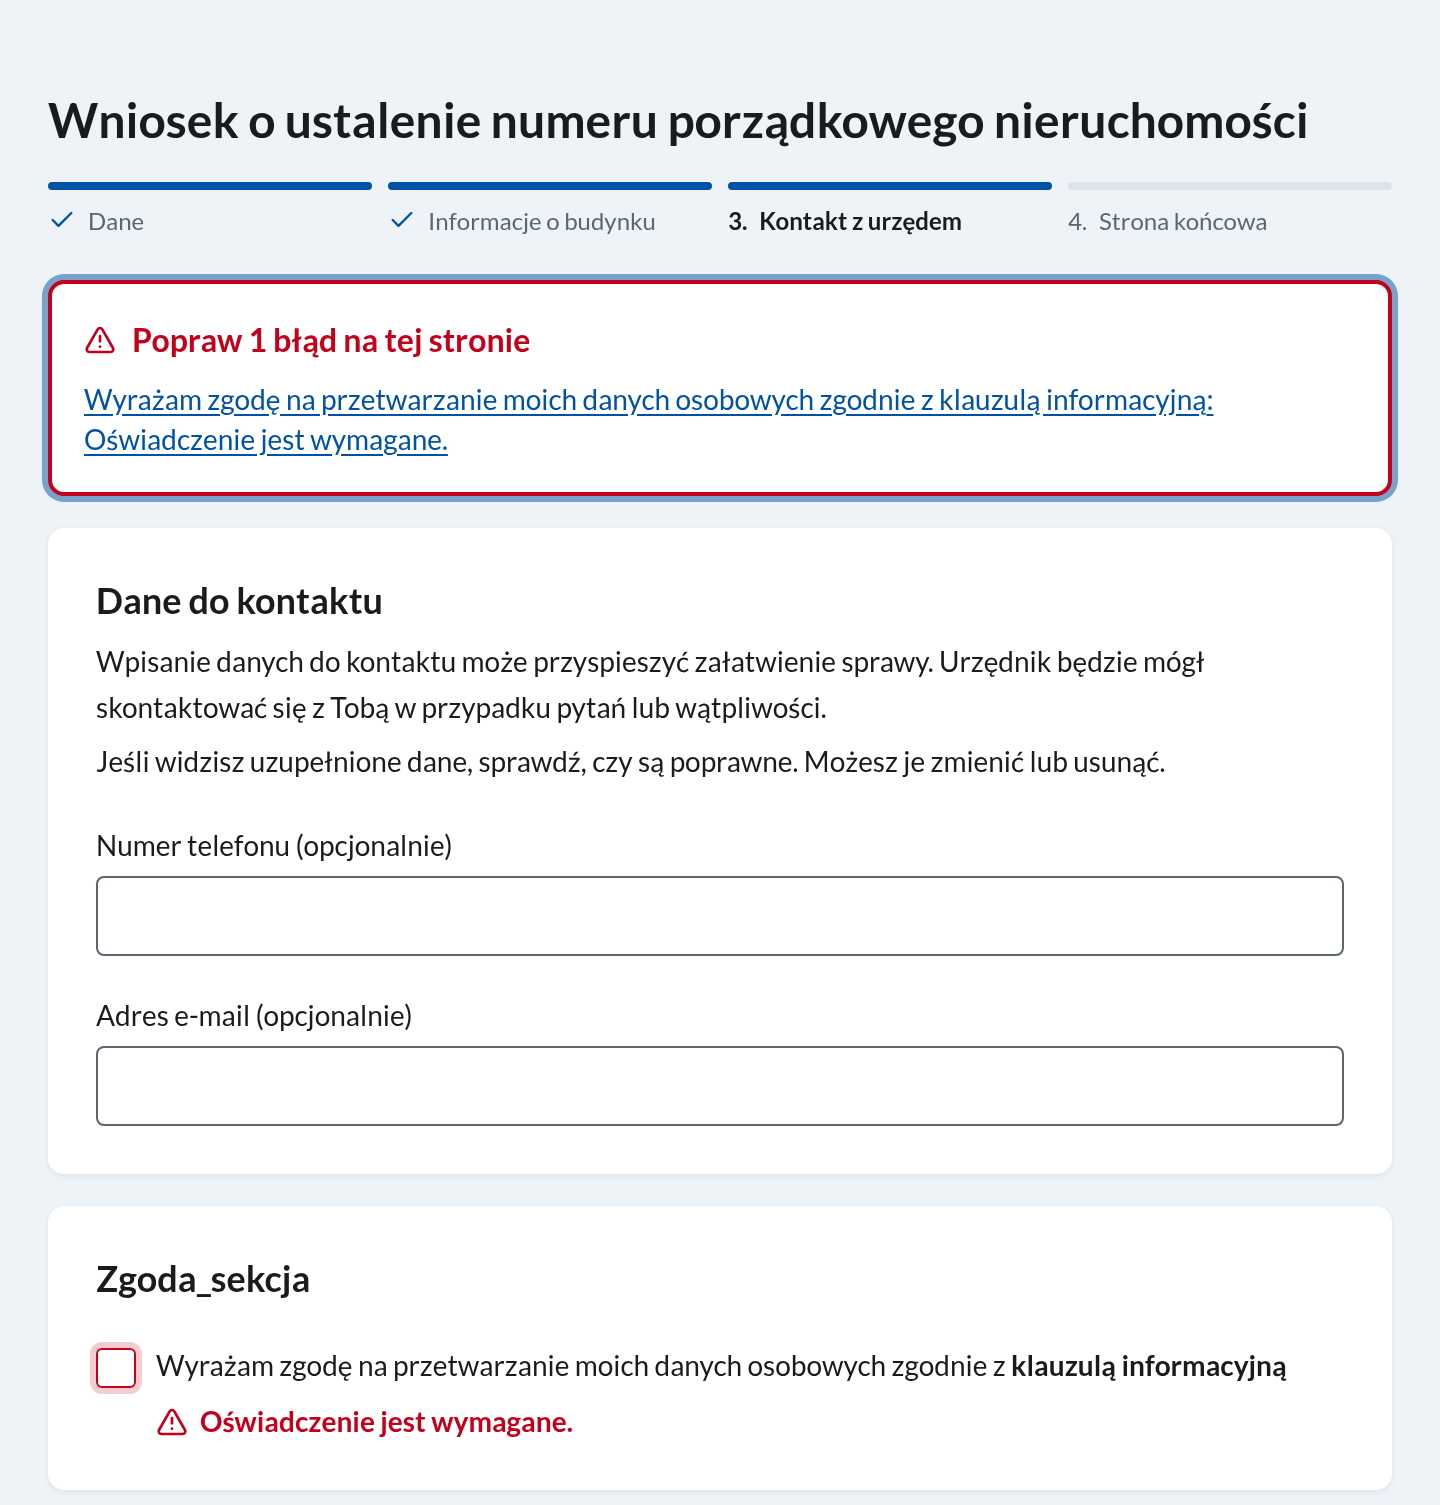 Wniosek o ustalenie numeru porządkowego nieruchomości
Dane
Informacje o budynku
3. Kontakt z urzędem
4. Strona końcowa
Popraw 1 błąd na tej stronie
Wyrażam zgodę na przetwarzanie moich danych osobowych zgodnie z klauzulą informacyjną:
Oświadczenie jest wymagane.
Dane do kontaktu
Wpisanie danych do kontaktu może przyspieszyć załatwienie sprawy. Urzędnik będzie mógł
skontaktować się z Tobą w przypadku pytań lub wątpliwości.
Jeśli widzisz uzupełnione dane, sprawdź, czy są poprawne. Możesz je zmienić lub usunąć.
Numer telefonu (opcjonalnie)
Adres e-mail (opcjonalnie)
Zgoda_sekcja
Wyrażam zgodę na przetwarzanie moich danych osobowych zgodnie z klauzulą informacyjną
Oświadczenie jest wymagane.